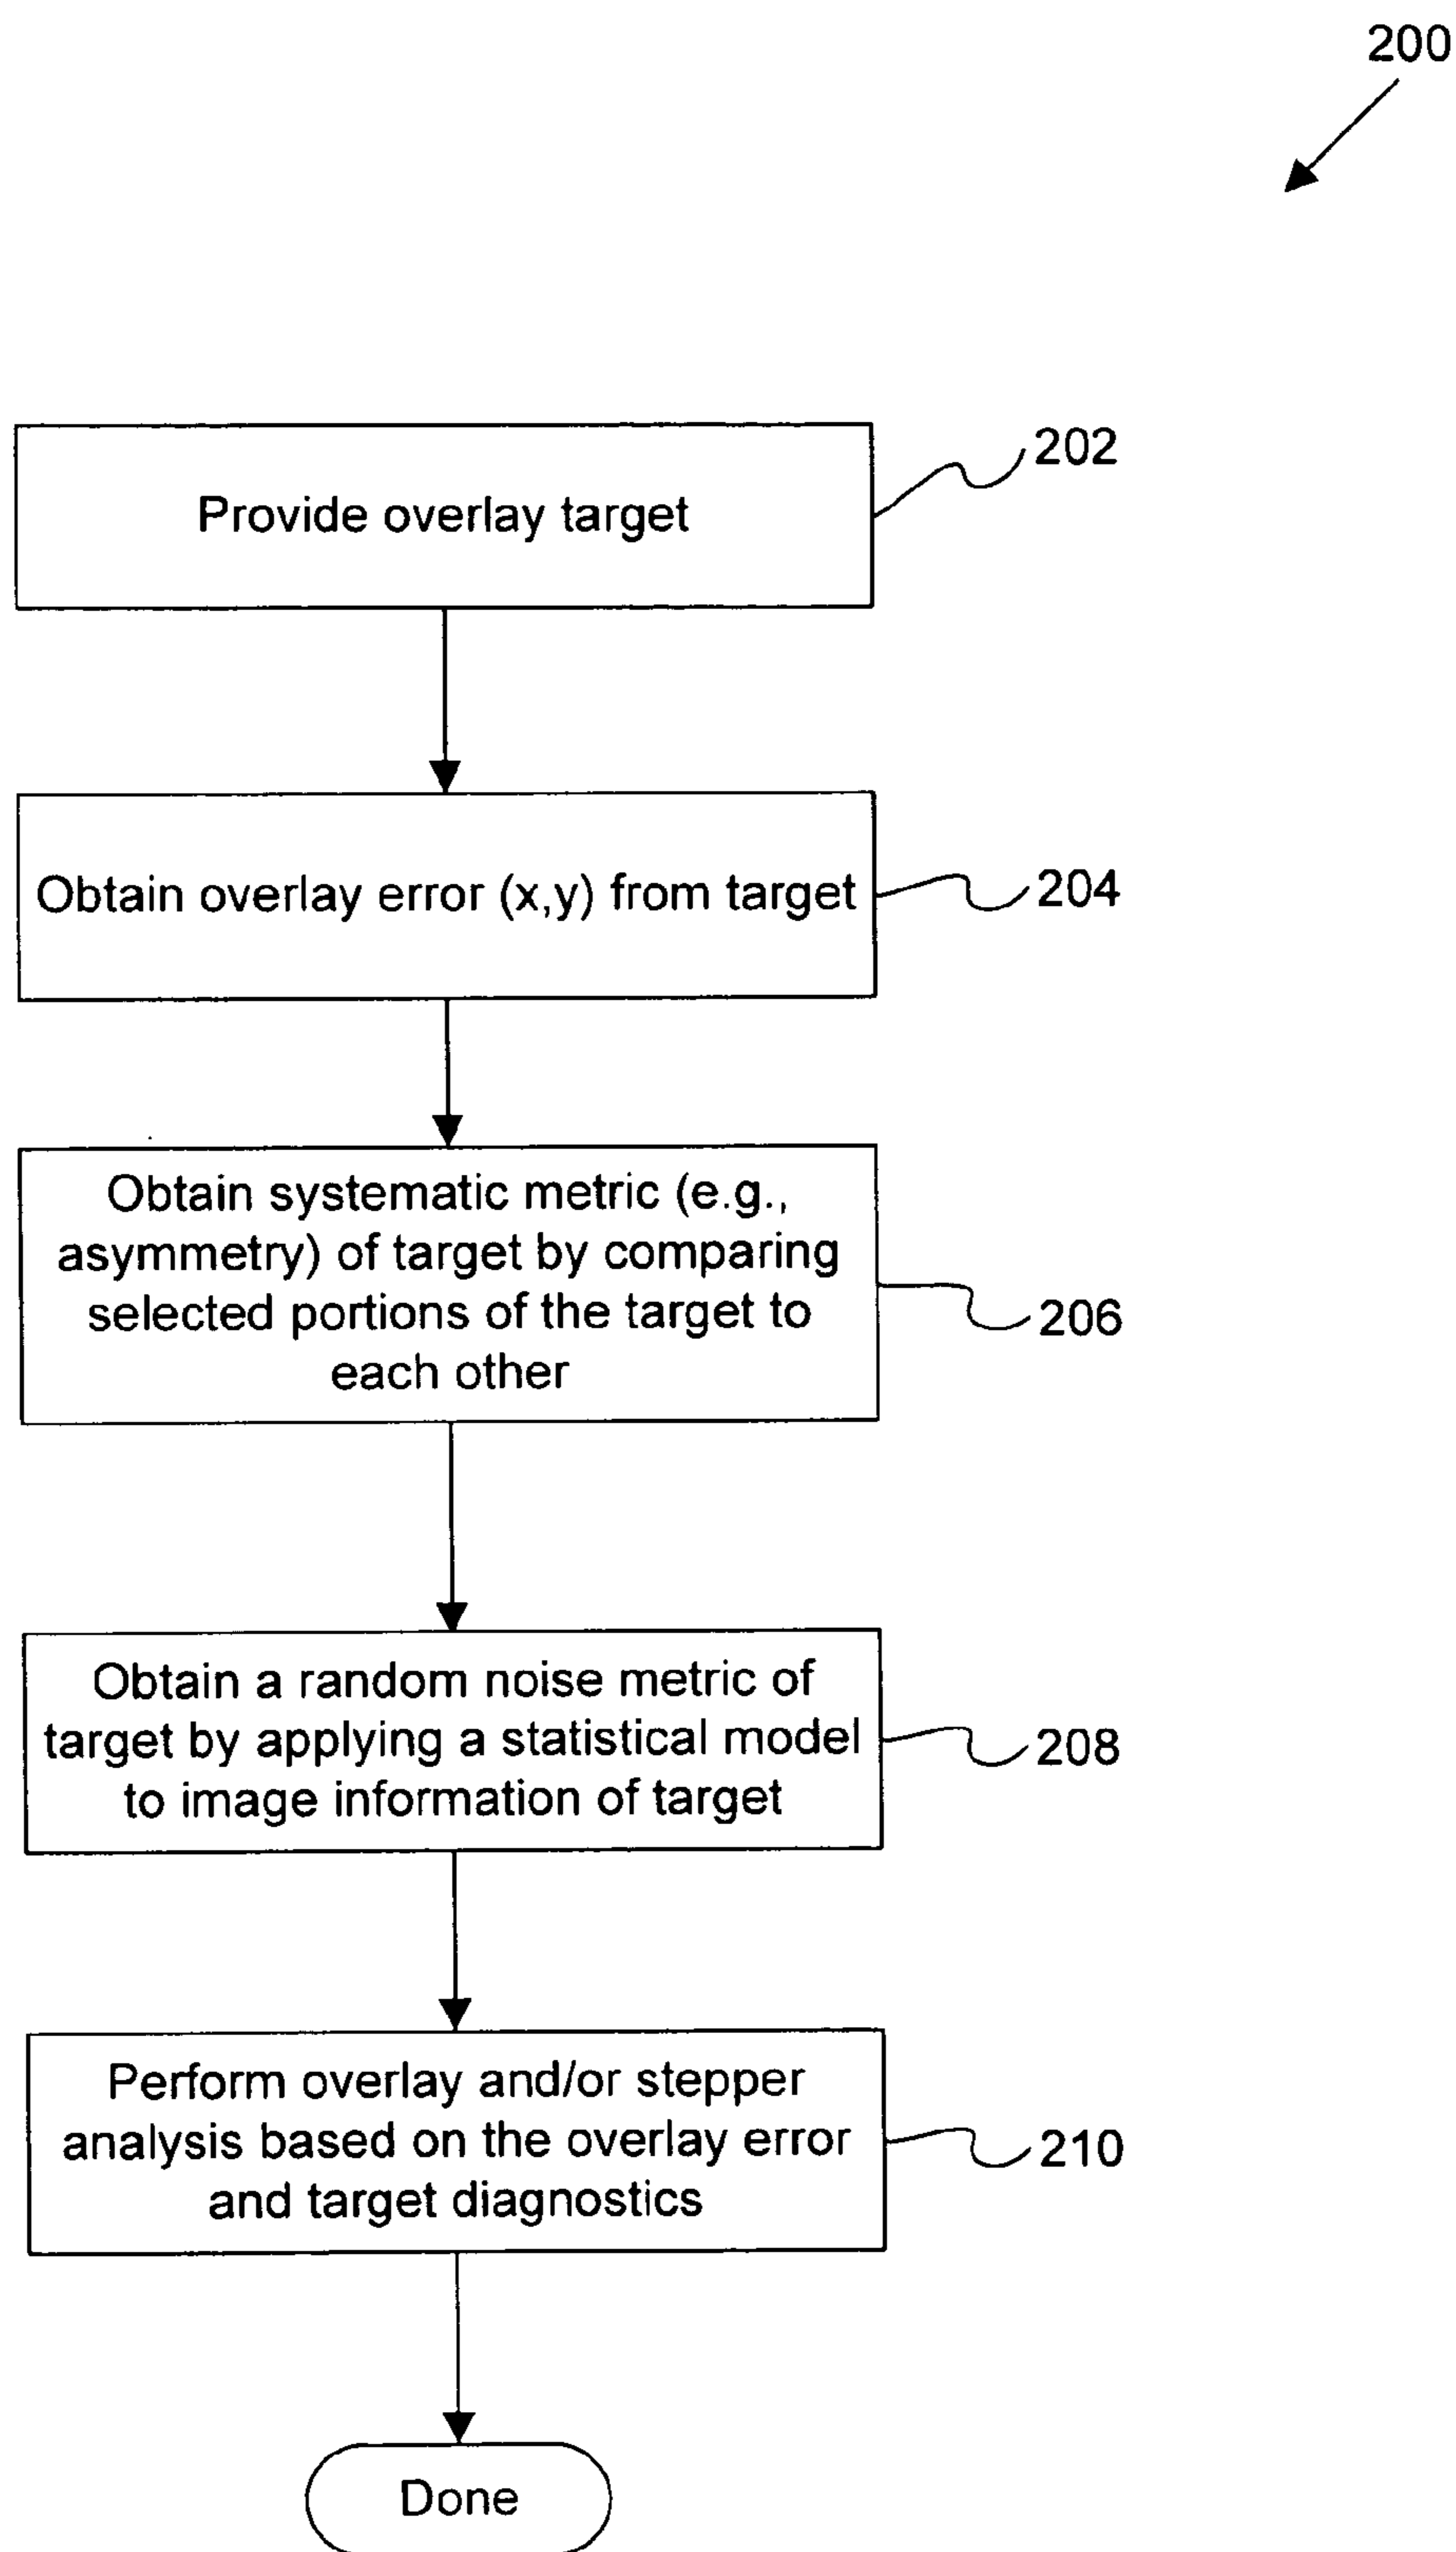 200
Provide overlay target
202
Obtain overlay error (x,y) from target
204
Obtain systematic metric (e.g.,
asymmetry) of target by comparing
selected portions of the target to
each other
206
Obtain a random noise metric of
target by applying a statistical model
to image information of target
208
Perform overlay and/or stepper
analysis based on the overlay error
and target diagnostics
210
Done